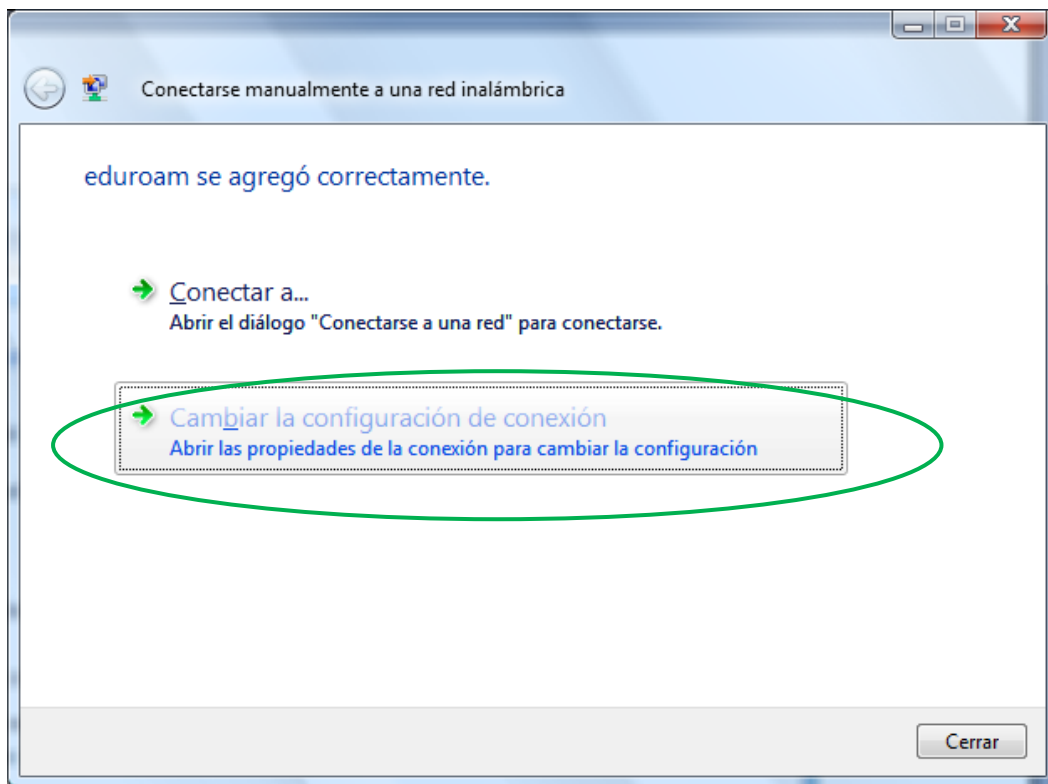 Conectarse manualmente a una red inalámbrica
eduroam se agregó correctamente.
Conectar a...
Abrir el diálogo "Conectarse a una red" para conectarse.
Cambiar la configuración de conexión
Abrir las propiedades de la conexión para cambiar la configuración
Cerrar